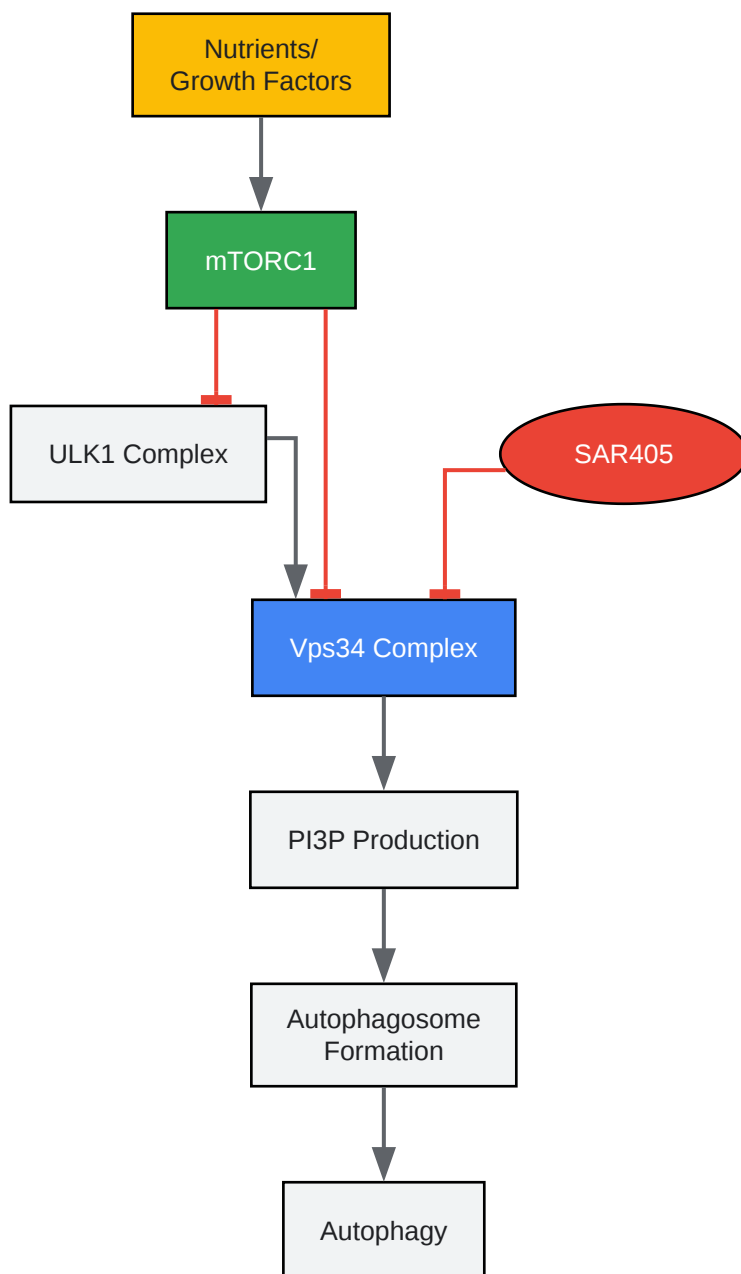 Nutrients/
Growth Factors
mTORC1
ULK1 Complex
SAR405
Vps34 Complex
PI3P Production
Autophagosome
Formation
Autophagy